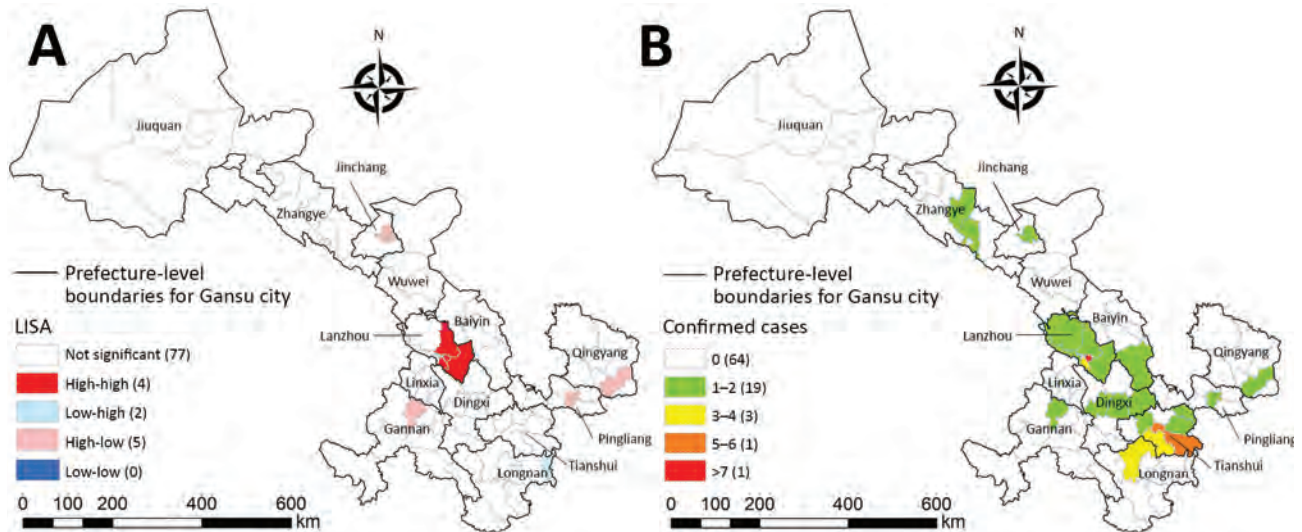 A
N
Jiuquan
Jinchang
Zhangye
Prefecture-level
boundaries for Gansu city
Wuwei
LISA
Lanzhou
Baiyin
Not significant (77)
Qingyang
High-high (4)
Linxia
Low-high (2)
Dingxi
High-low (5)
Gannan
Pingliang
Low-low (0)
Longnan
Tianshui
0 100 200 400 600
km
B
N
Jiuquan
Jinchang
Zhangye
Prefecture-level
boundaries for Gansu city
Wuwei
Confirmed cases
Lanzhou
Baiyin
0 (64)
Qingyang
1–2 (19)
Linxia
3–4 (3)
Dingxi
5–6 (1)
Gannan
Pingliang
>7 (1)
Longnan
Tianshui
0 100 200 400 600
km